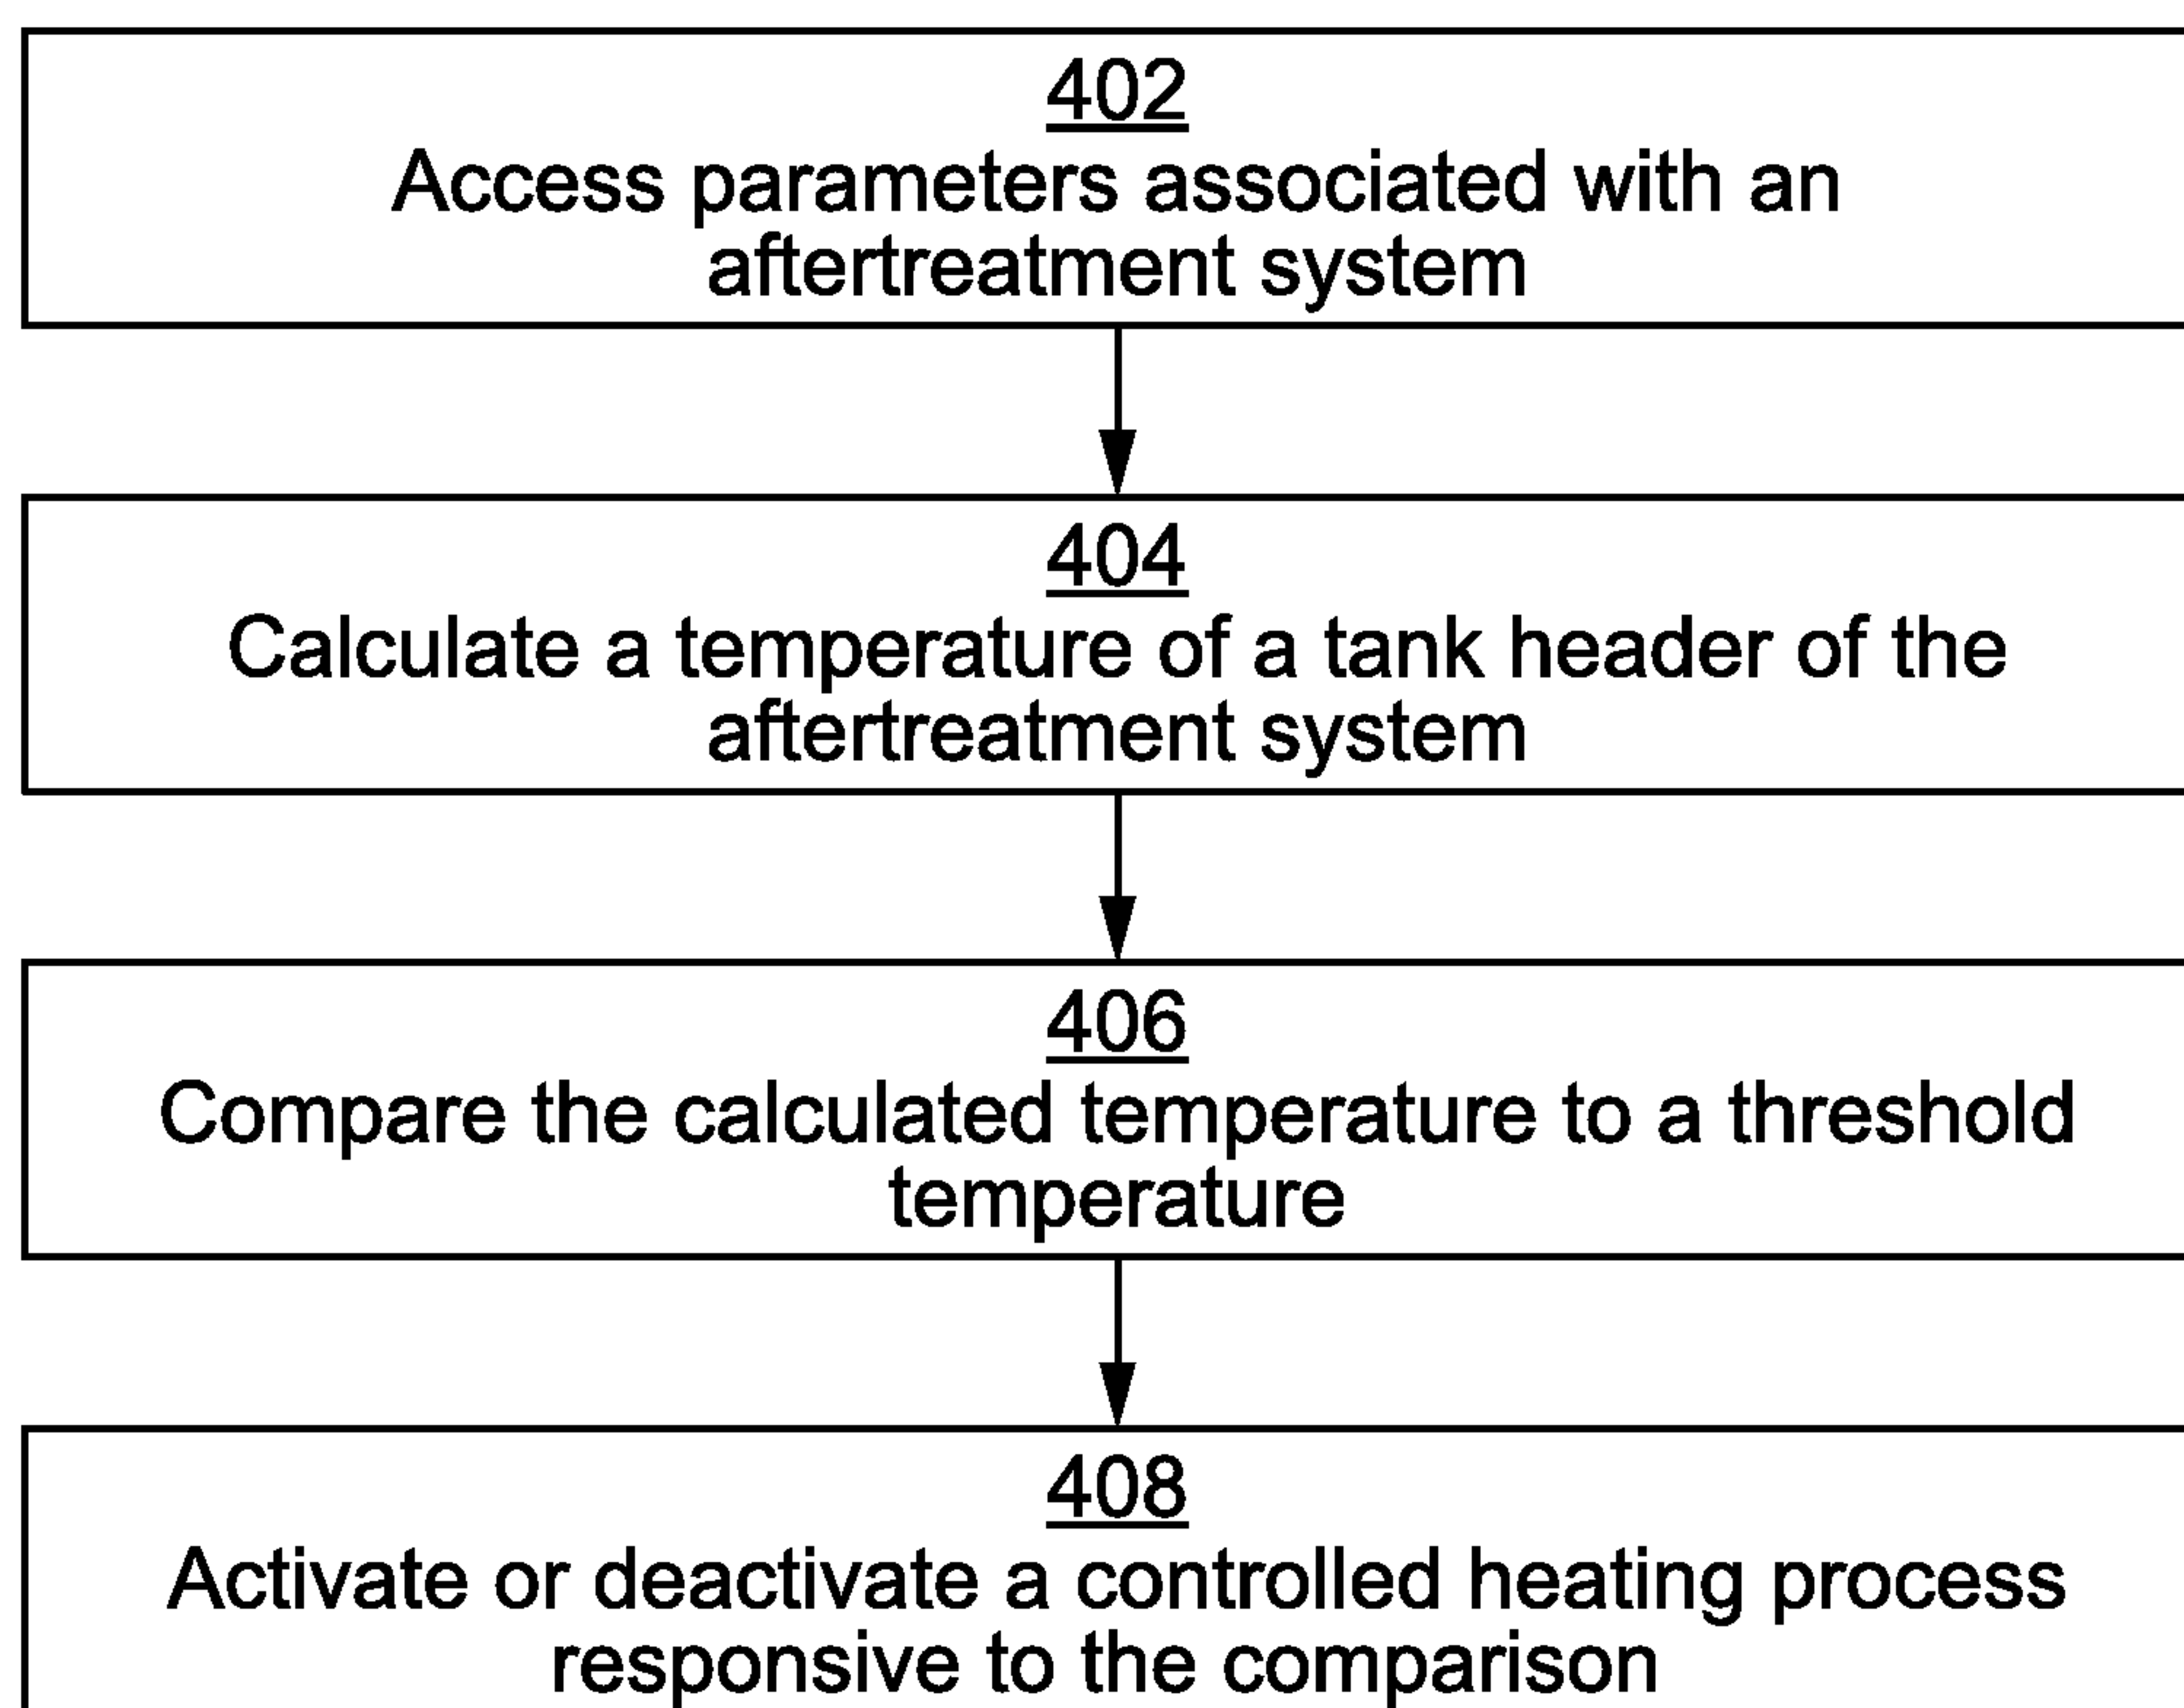 402
Access parameters associated with an
aftertreatment system
404
Calculate a temperature of a tank header of the
aftertreatment system
406
Compare the calculated temperature to a threshold
temperature
408
Activate or deactivate a controlled heating process
responsive to the comparison